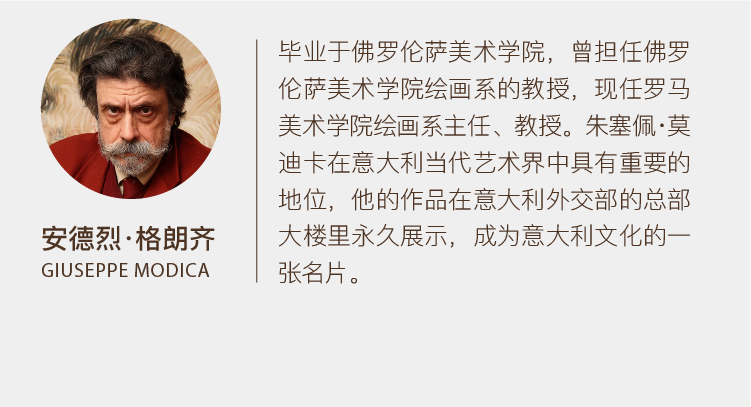 安德烈·格朗齐
GIUSEPPE MODICA
毕业于佛罗伦萨美术学院，曾担任佛罗
伦萨美术学院绘画系的教授，现任罗马
美术学院绘画系主任、教授。朱塞佩·莫
迪卡在意大利当代艺术界中具有重要的
地位，他的作品在意大利外交部的总部
大楼里永久展示，成为意大利文化的一
张名片。